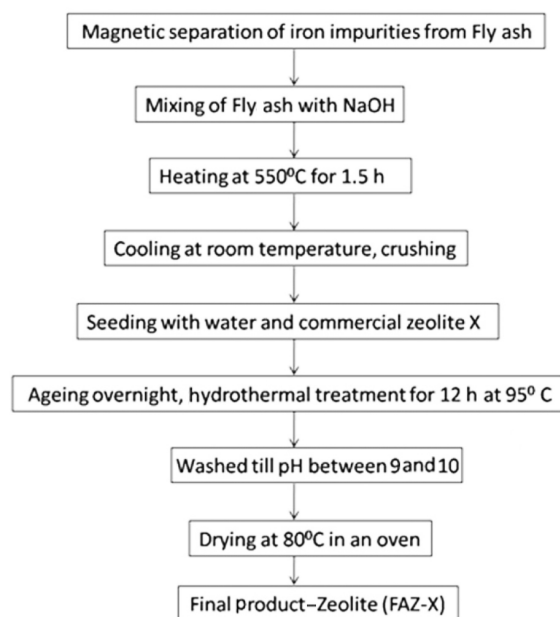 Magnetic separation of iron impurities from Fly ash
Mixing of Fly ash with NaOH
Heating at 550⁰C for 1.5 h
Cooling at room temperature, crushing
Seeding with water and commercial zeolite X
Ageing overnight, hydrothermal treatment for 12 h at 95⁰ C
Washed till pH between 9 and 10
Drying at 80⁰C in an oven
Final product–Zeolite (FAZ-X)